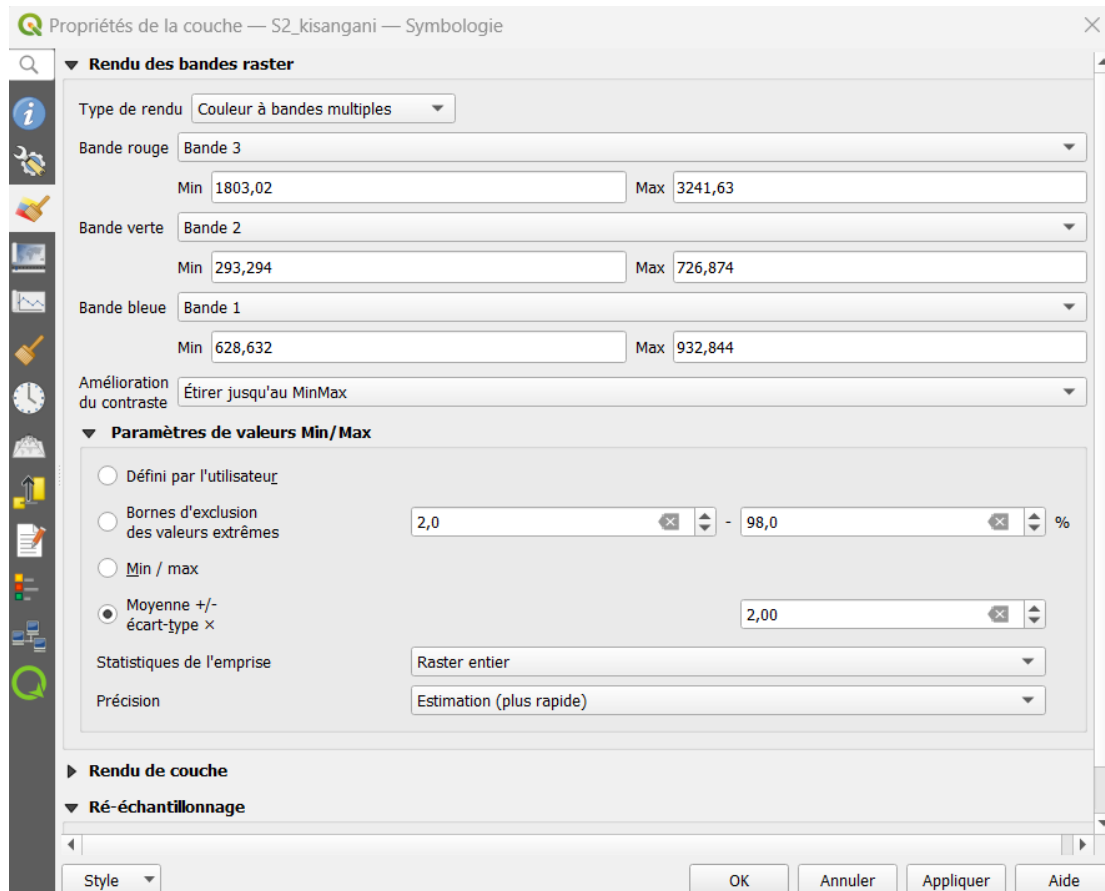 Propriétés de la couche — S2_kisangani — Symbologie
Rendu des bandes raster
Type de rendu Couleur à bandes multiples
Bande rouge Bande 3
Min 1803,02 Max 3241,63
Bande verte Bande 2
Min 293,294 Max 726,874
Bande bleue Bande 1
Min 628,632 Max 932,844
Amélioration
du contraste Étirer jusqu'au MinMax
Paramètres de valeurs Min/Max
Défini par l'utilisateur
Bornes d'exclusion
des valeurs extrêmes 2,0 - 98,0 %
Min / max
Moyenne +/-
écart-type × 2,00
Statistiques de l'emprise Raster entier
Précision Estimation (plus rapide)
Rendu de couche
Ré-échantillonnage
Style OK Annuler Appliquer Aide